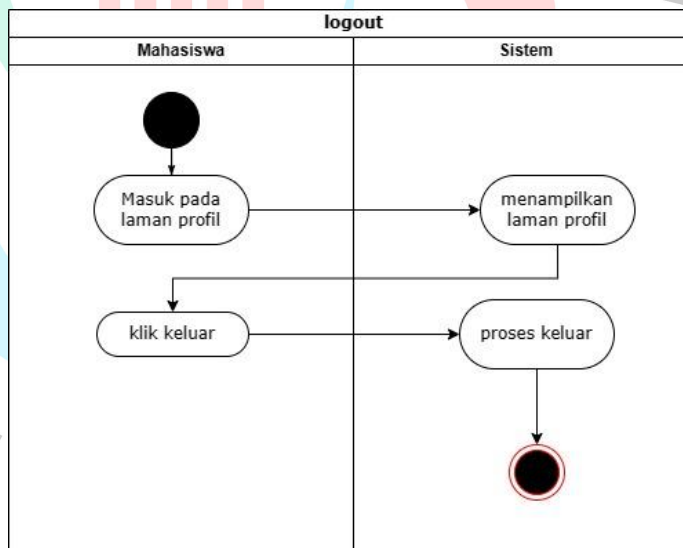 logout
Mahasiswa
Sistem
Masuk pada
laman profil
menampilkan
laman profil
klik keluar
proses keluar